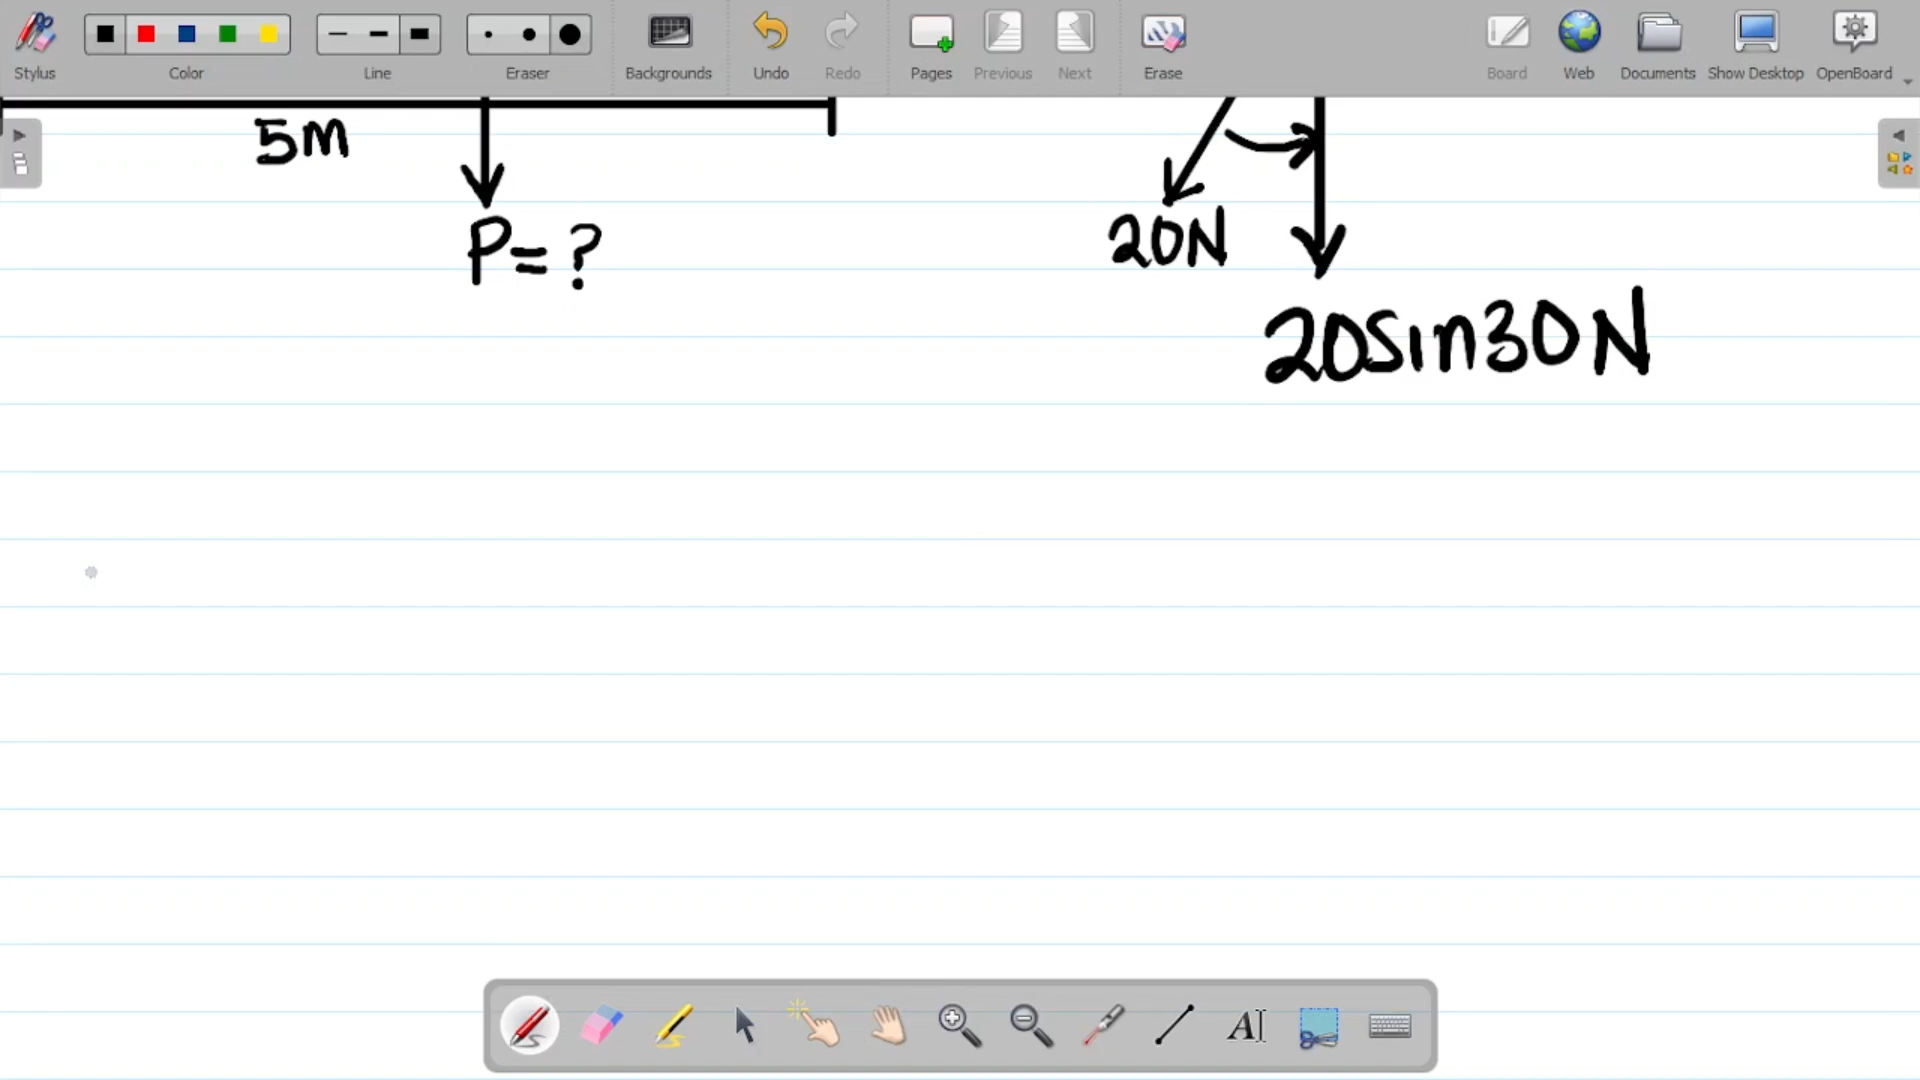 Stylus Color Line Eraser Backgrounds Undo Redo Pages Previous Next Erase Board Web Documents Show Desktop OpenBoard
5m
P= ?
20N
20sin30N
A